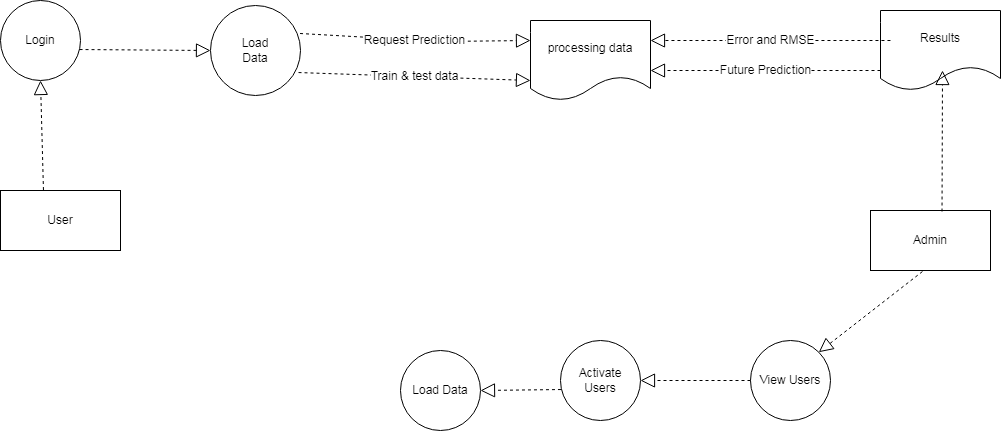 Login
Load
Data
Request Prediction
Train & test data
processing data
Error and RMSE
Future Prediction
Results
User
Admin
Load Data
Activate
Users
View Users